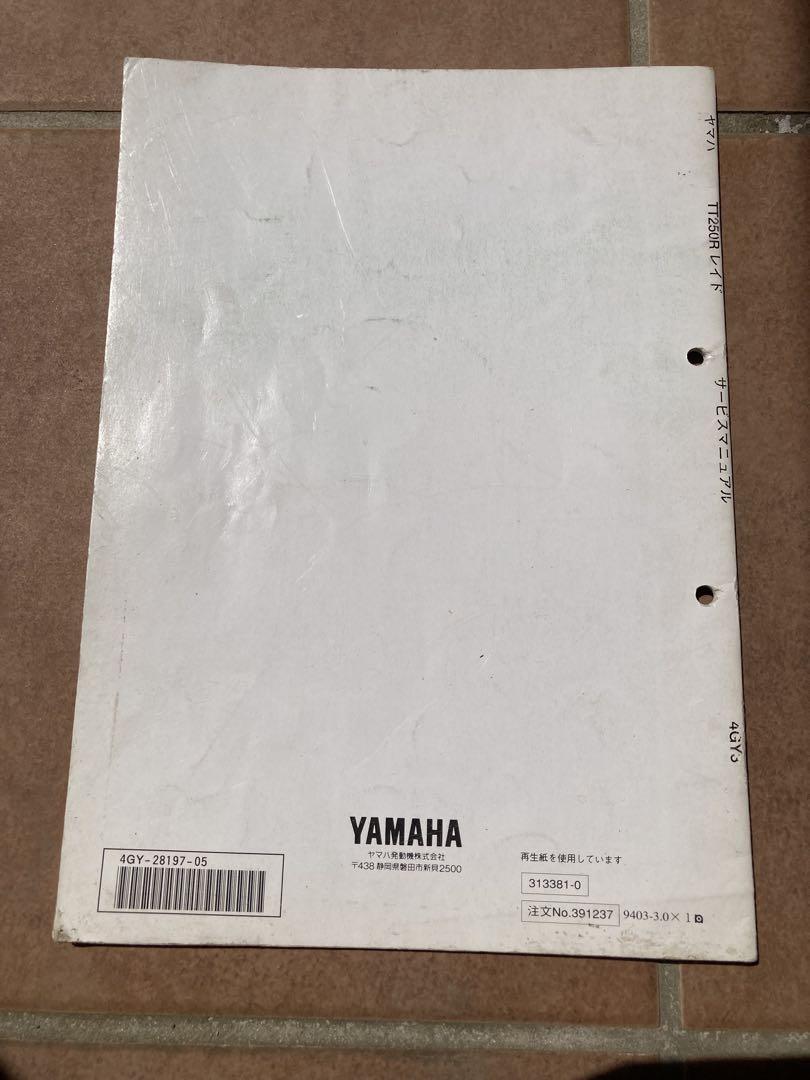 ヤマハ TT250R レイド サービスマニュアル 4GY3
YAMAHA
ヤマハ発動機株式会社
〒438 静岡県磐田市新貝2500
4GY-28197-05
再生紙を使用しています
313381-0
注文No.391237 9403-3.0×1